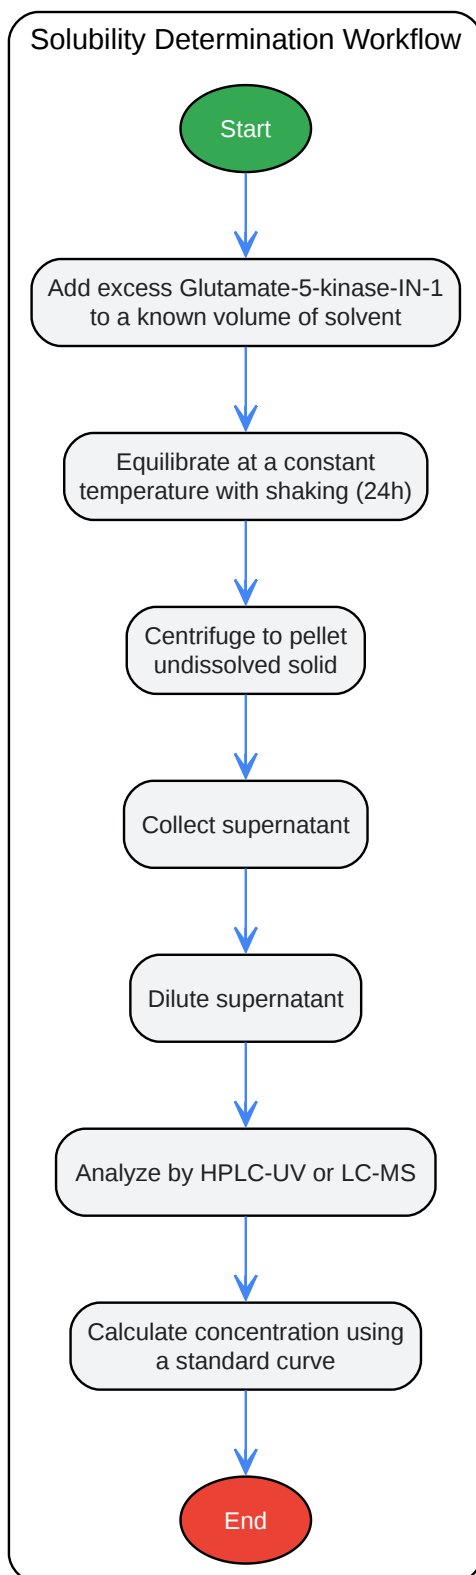 Solubility Determination Workflow
Start
Add excess Glutamate-5-kinase-IN-1
to a known volume of solvent
Equilibrate at a constant
temperature with shaking (24h)
Centrifuge to pellet
undissolved solid
Collect supernatant
Dilute supernatant
Analyze by HPLC-UV or LC-MS
Calculate concentration using
a standard curve
End